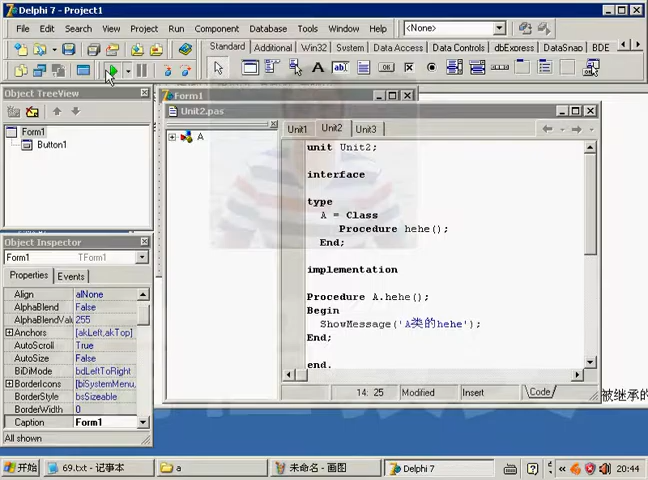 Delphi 7 - Project1
File Edit Search View Project Run Component Database Tools Window Help <None>
Standard Additional Win32 System Data Access Data Controls dbExpress DataSnap BDE
Object TreeView
Form1
Button1
Form1
Unit2.pas
A
Unit1 Unit2 Unit3
unit Unit2;
interface
type
A = Class
Procedure hehe();
End;
implementation
Procedure A.hehe();
Begin
ShowMessage('A类的hehe');
End;
end.
14: 25 Modified Insert Code
Object Inspector
Form1 TForm1
Properties Events
Align alNone
AlphaBlend False
AlphaBlendValu 255
Anchors [akLeft,akTop]
AutoScroll True
AutoSize False
BiDiMode bdLeftToRight
BorderIcons [biSystemMenu,
BorderStyle bsSizeable
BorderWidth 0
Caption Form1
All shown
被继承的
开始 69.txt - 记事本 a 未命名 - 画图 Delphi 7 20:44